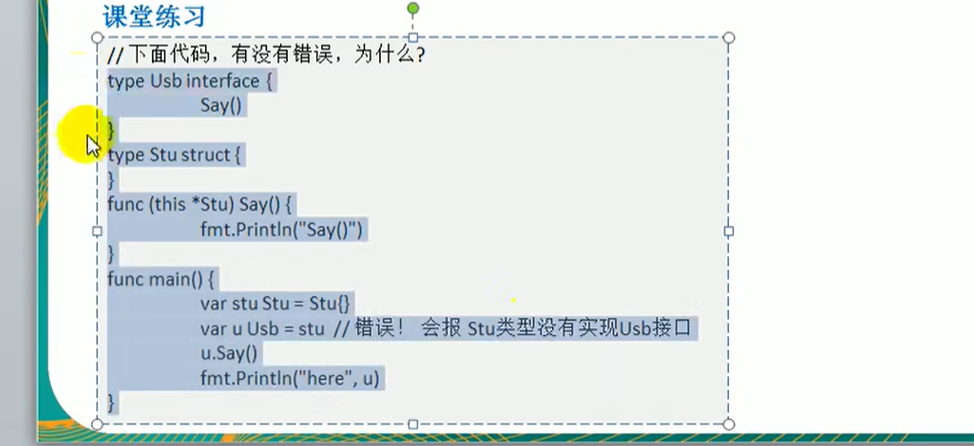 课堂练习
// 下面代码，有没有错误，为什么?
type Usb interface {
Say()
}
type Stu struct {
}
func (this *Stu) Say() {
fmt.Println("Say()")
}
func main() {
var stu Stu = Stu{}
var u Usb = stu // 错误！ 会报 Stu类型没有实现Usb接口
u.Say()
fmt.Println("here", u)
}